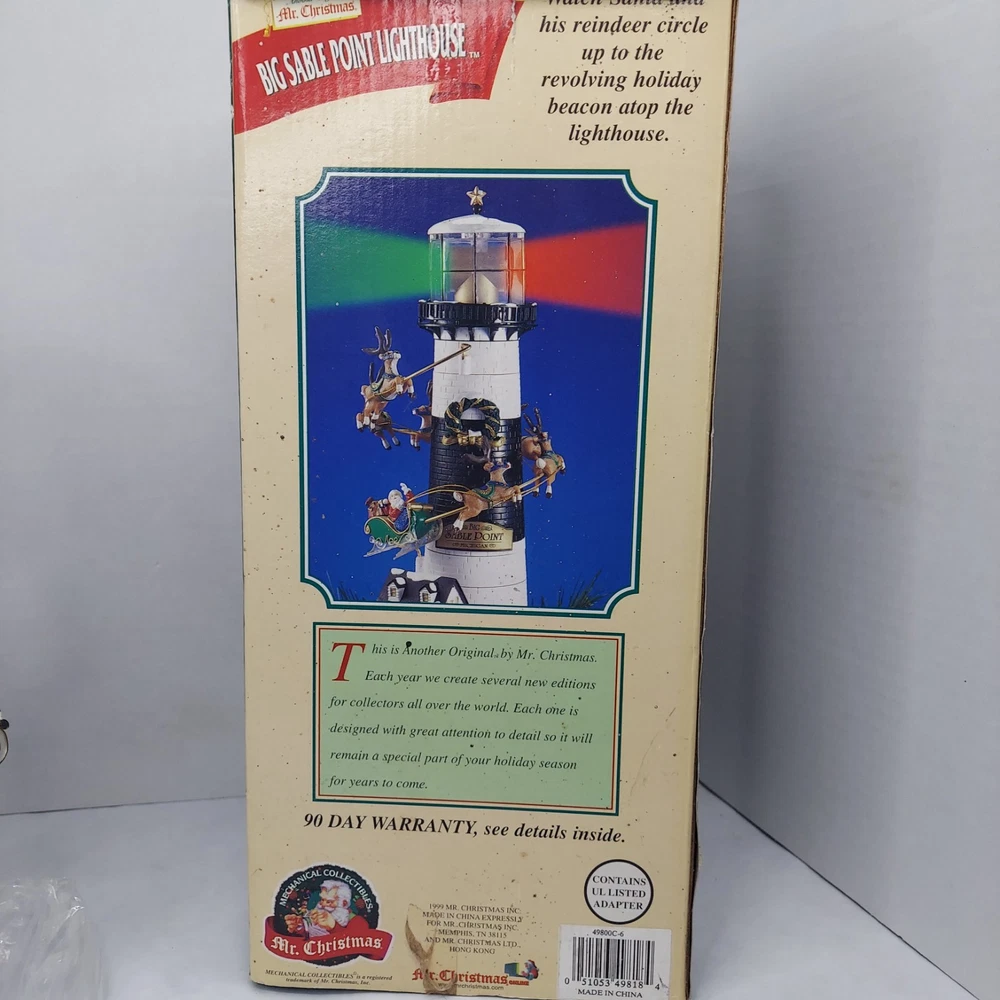 Mr. Christmas
BIG SABLE POINT LIGHTHOUSE™
Watch Santa and
his reindeer circle
up to the
revolving holiday
beacon atop the
lighthouse.
SABLE POINT
This is Another Original by Mr. Christmas.
Each year we create several new editions
for collectors all over the world. Each one is
designed with great attention to detail so it will
remain a special part of your holiday season
for years to come.
90 DAY WARRANTY, see details inside.
MECHANICAL COLLECTIBLES
Mr. Christmas
MECHANICAL COLLECTIBLES® is a registered
trademark of Mr. Christmas, Inc.
1999 MR. CHRISTMAS INC.
MADE IN CHINA EXPRESSLY
FOR MR. CHRISTMAS INC.
MEMPHIS, TN 38115
AND MR. CHRISTMAS LTD.
HONG KONG
Mr. Christmas ONLINE
CONTAINS
UL LISTED
ADAPTER
49800C-6
0 51053 49818 4
MADE IN CHINA